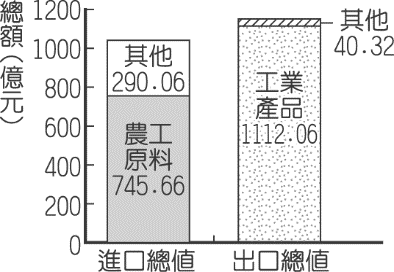 總額(億元)
1200
1000
800
600
400
200
0
其他
290.06
農工
原料
745.66
其他
40.32
工業
產品
1112.06
進口總值
出口總值